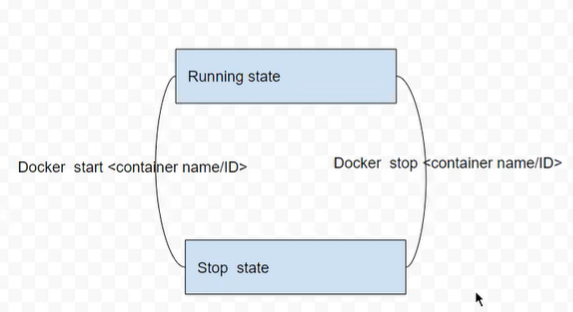 Running state
Docker start <container name/ID>
Docker stop <container name/ID>
Stop state